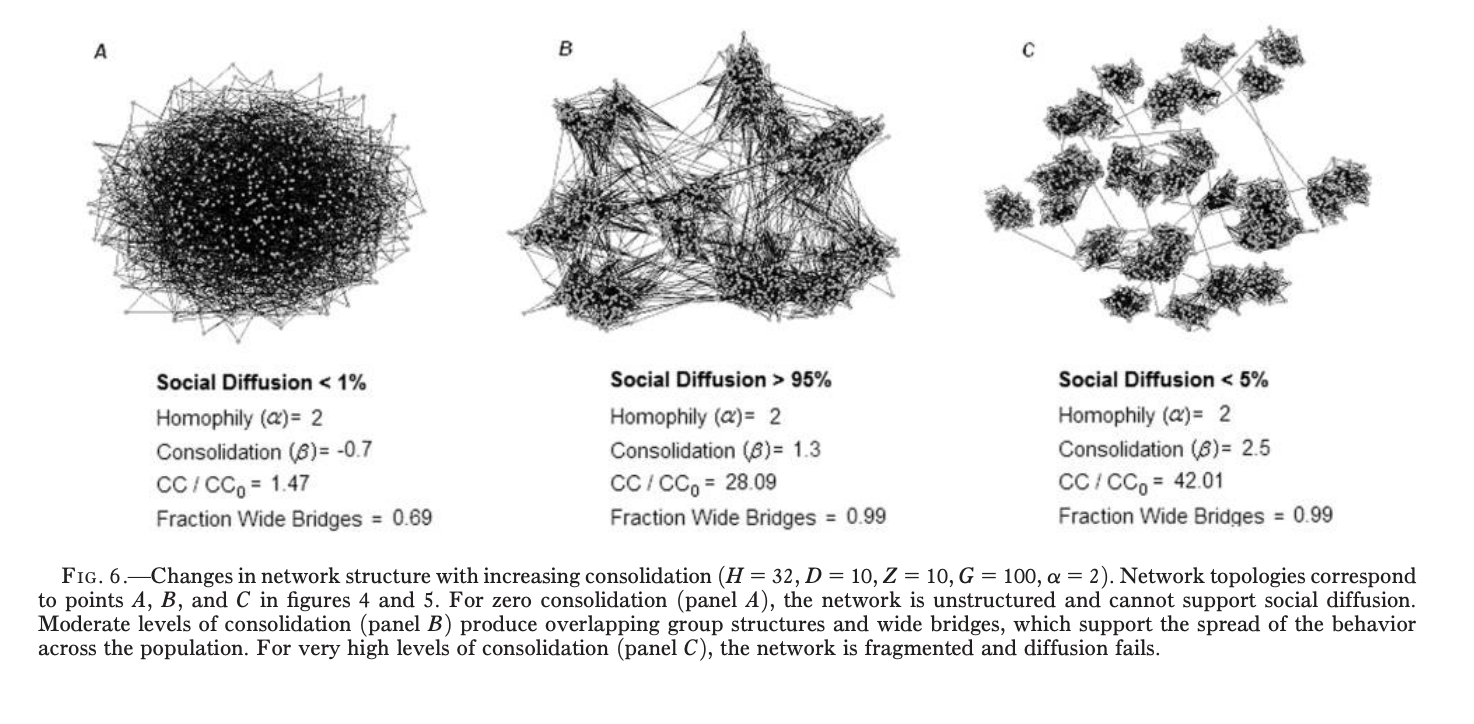 A
B
C
Social Diffusion < 1%
Homophily (α)= 2
Consolidation (β)= -0.7
CC / CC₀ = 1.47
Fraction Wide Bridges = 0.69
Social Diffusion > 95%
Homophily (α)= 2
Consolidation (β)= 1.3
CC / CC₀ = 28.09
Fraction Wide Bridges = 0.99
Social Diffusion < 5%
Homophily (α)= 2
Consolidation (β)= 2.5
CC / CC₀ = 42.01
Fraction Wide Bridges = 0.99
FIG. 6.—Changes in network structure with increasing consolidation (H = 32, D = 10, Z = 10, G = 100, α = 2). Network topologies correspond
to points A, B, and C in figures 4 and 5. For zero consolidation (panel A), the network is unstructured and cannot support social diffusion.
Moderate levels of consolidation (panel B) produce overlapping group structures and wide bridges, which support the spread of the behavior
across the population. For very high levels of consolidation (panel C), the network is fragmented and diffusion fails.